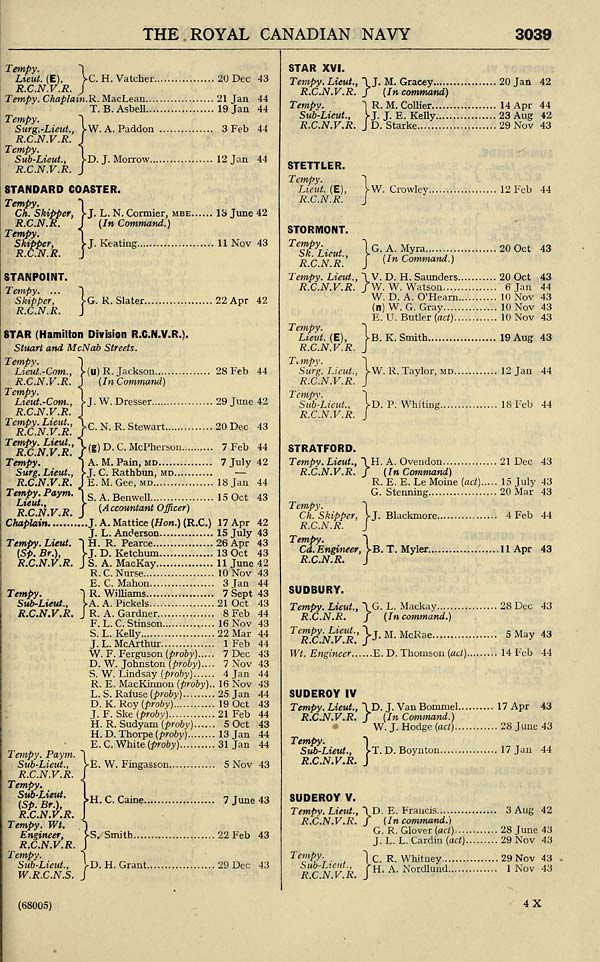 THE ROYAL CANADIAN NAVY 3039
Tempy.
Lieut. (E), C. H. Vatcher 20 Dec 43
R.C.N.V.R.
Tempy. Chaplain. R. MacLean 21 Jan 44
T. B. Asbell 19 Jan 44
Tempy.
Surg.-Lieut., W. A. Paddon 3 Feb 44
R.C.N.V.R.
Tempy.
Sub-Lieut., D. J. Morrow 12 Jan 44
R.C.N.V.R.
STANDARD COASTER.
Tempy.
Ch. Skipper, J. L. N. Cormier, MBE 18 June 42
R.C.N.R. (In Command.)
Tempy.
Skipper, J. Keating 11 Nov 43
R.C.N.R.
STANPOINT.
Tempy. ...
Skipper, G. R. Slater 22 Apr 42
R.C.N.R.
STAR (Hamilton Division R.C.N.V.R.).
Stuart and McNab Streets.
Tempy.
Lieut.-Com., (u) R. Jackson 28 Feb 44
R.C.N.V.R. (In Command)
Tempy.
Lieut.-Com., J. W. Dresser 29 June 42
R.C.N.V.R.
Tempy. Lieut., C. N. R. Stewart 20 Dec 43
R.C.N.V.R.
Tempy. Lieut., (g) D. C. McPherson 7 Feb 44
R.C.N.V.R.
Tempy. A. M. Pain, MD 7 July 42
Surg. Lieut., J. C. Rathbun, MD —
R.C.N.V.R. E. M. Gee, MD 18 Jan 44
Tempy. Paym. S. A. Benwell 15 Oct 43
Lieut., (Accountant Officer)
R.C.N.V.R.
Chaplain J. A. Mattice (Hon.) (R.C.) 17 Apr 42
J. L. Anderson 15 July 43
Tempy. Lieut. H. R. Pearce 26 Apr 43
(Sp. Br.), J. D. Ketchum 13 Oct 43
R.C.N.V.R. S. A. MacKay 11 June 42
R. C. Nurse 10 Nov 43
E. C. Mahon 3 Jan 44
Tempy. R. Williams 7 Sept 43
Sub-Lieut., A. A. Pickels 21 Oct 43
R.C.N.V.R. R. A. Gardner 8 Feb 44
F. L. C. Stinson 16 Nov 43
S. L. Kelly 22 Mar 44
J. L. McArthur 1 Feb 44
W. F. Ferguson (proby) 7 Dec 43
D. W. Johnston (proby) 7 Nov 43
S. W. Lindsay (proby) 4 Jan 44
R. E. MacKinnon (proby) 16 Nov 43
L. S. Rafuse (proby) 25 Jan 44
D. K. Roy (proby) 19 Oct 43
J. F. Ske (proby) 21 Feb 44
H. R. Sudyam (proby) 5 Oct 43
H. D. Thorpe (proby) 13 Jan 44
E. C. White (proby) 31 Jan 44
Tempy. Paym.
Sub-Lieut., E. W. Fingasson 5 Nov 43
R.C.N.V.R.
Tempy.
Sub-Lieut. H. C. Caine 7 June 43
(Sp. Br.),
R.C.N.V.R.
Tempy. Wt.
Engineer, S. Smith 22 Feb 43
R.C.N.V.R.
Tempy.
Sub-Lieut., D. H. Grant 29 Dec 43
W.R.C.N.S.
(68005)
STAR XVI.
Tempy. Lieut., J. M. Gracey 20 Jan 42
R.C.N.V.R. (In command)
Tempy. R. M. Collier 14 Apr 44
Sub-Lieut., J. J. E. Kelly 23 Aug 42
R.C.N.V.R. D. Starke 29 Nov 43
STETTLER.
Tempy.
Lieut. (E), W. Crowley 12 Feb 44
R.C.N.R.
STORMONT.
Tempy. G. A. Myra 20 Oct 43
Sk. Lieut., (In Command.)
R.C.N.R.
Tempy. Lieut., V. D. H. Saunders 20 Oct 43
R.C.N.V.R. W. W. Watson 6 Jan 44
W. D. A. O'Hearn 10 Nov 43
(n) W. G. Gray 10 Nov 43
E. U. Butler (act) 10 Nov 43
Tempy.
Lieut. (E), B. K. Smith 19 Aug 43
R.C.N.V.R.
Tempy.
Surg. Lieut., W. R. Taylor, MD 12 Jan 44
R.C.N.V.R.
Tempy.
Sub-Lieut., D. P. Whiting 18 Feb 44
R.C.N.V.R.
STRATFORD.
Tempy. Lieut., H. A. Ovendon 21 Dec 43
R.C.N.V.R. (In Command)
R. E. E. Le Moine (act) 15 July 43
G. Stenning 20 Mar 43
Tempy.
Ch. Skipper, J. Blackmore 4 Feb 44
R.C.N.R.
Tempy.
Cd. Engineer, B. T. Myler 11 Apr 43
R.C.N.R.
SUDBURY.
Tempy. Lieut., G. L. Mackay 28 Dec 43
R.C.N.R. (In command.)
Tempy. Lieut., J. M. McRae 5 May 43
R.C.N.V.R.
Wt. Engineer E. D. Thomson (act) 14 Feb 44
SUDEROY IV
Tempy. Lieut., D. J. Van Bommel 17 Apr 43
R.C.N.V.R. (In Command.)
W. J. Hodge (act) 28 June 43
Tempy.
Sub-Lieut., T. D. Boynton 17 Jan 44
R.C.N.V.R.
SUDEROY V.
Tempy. Lieut., D. E. Francis 3 Aug 42
R.C.N.V.R. (In command.)
G. R. Glover (act) 28 June 43
J. L. L. Cardin (act) 29 Nov 43
Tempy. C. R. Whitney 29 Nov 43
Sub-Lieut., H. A. Nordlund 1 Nov 43
R.C.N.V.R.
4 X